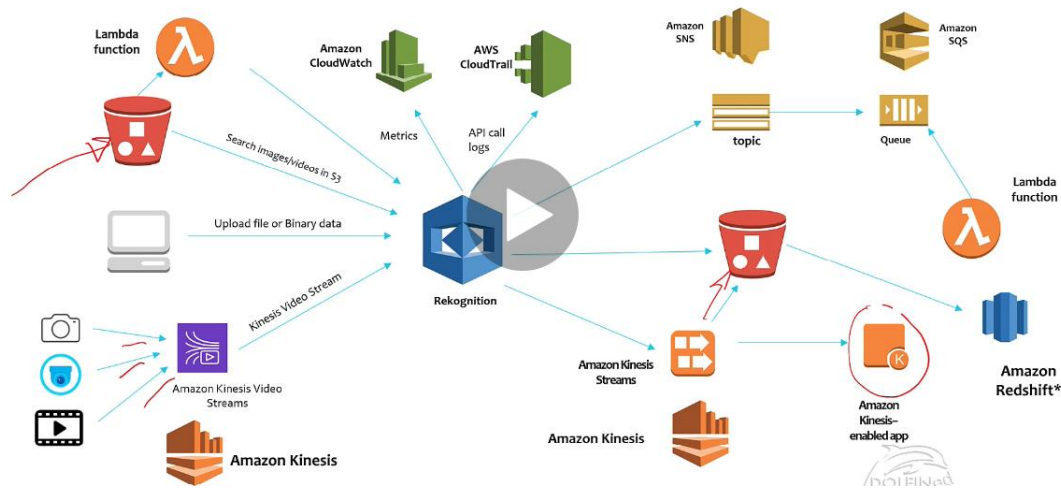 Lambda
function
Amazon
CloudWatch
AWS
CloudTrail
Amazon
SNS
Amazon
SQS
Metrics
API call
logs
topic
Queue
Search images/videos in S3
Lambda
function
Upload file or Binary data
Rekognition
Kinesis Video Stream
Amazon Kinesis Video
Streams
Amazon Kinesis
Streams
K
Amazon
Redshift*
Amazon
Kinesis–
enabled app
Amazon Kinesis
Amazon Kinesis
DOLFINed